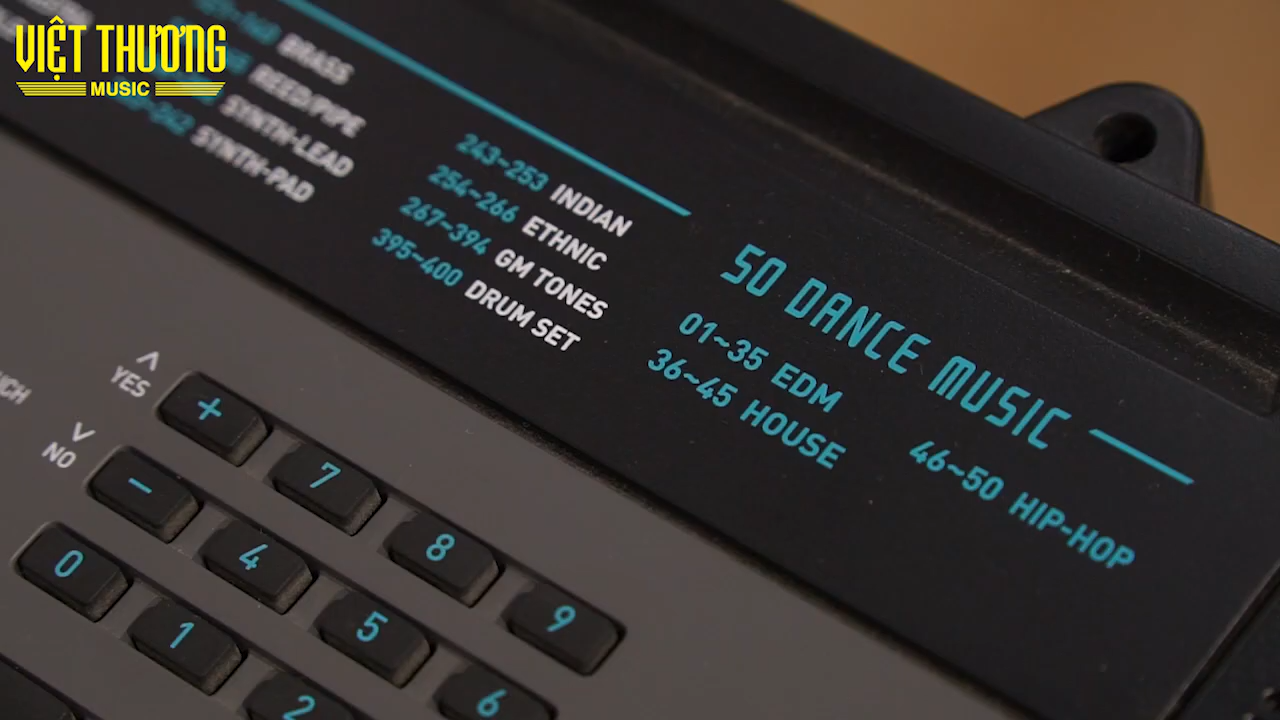 VIỆT THƯƠNG
MUSIC
BRASS
REED/PIPE
SYNTH-LEAD
SYNTH-PAD
243~253 INDIAN
254~266 ETHNIC
267~394 GM TONES
395~400 DRUM SET
50 DANCE MUSIC
01~35 EDM
36~45 HOUSE
46~50 HIP-HOP
YES
NO
+
-
0
7
4
1
8
5
2
9
6